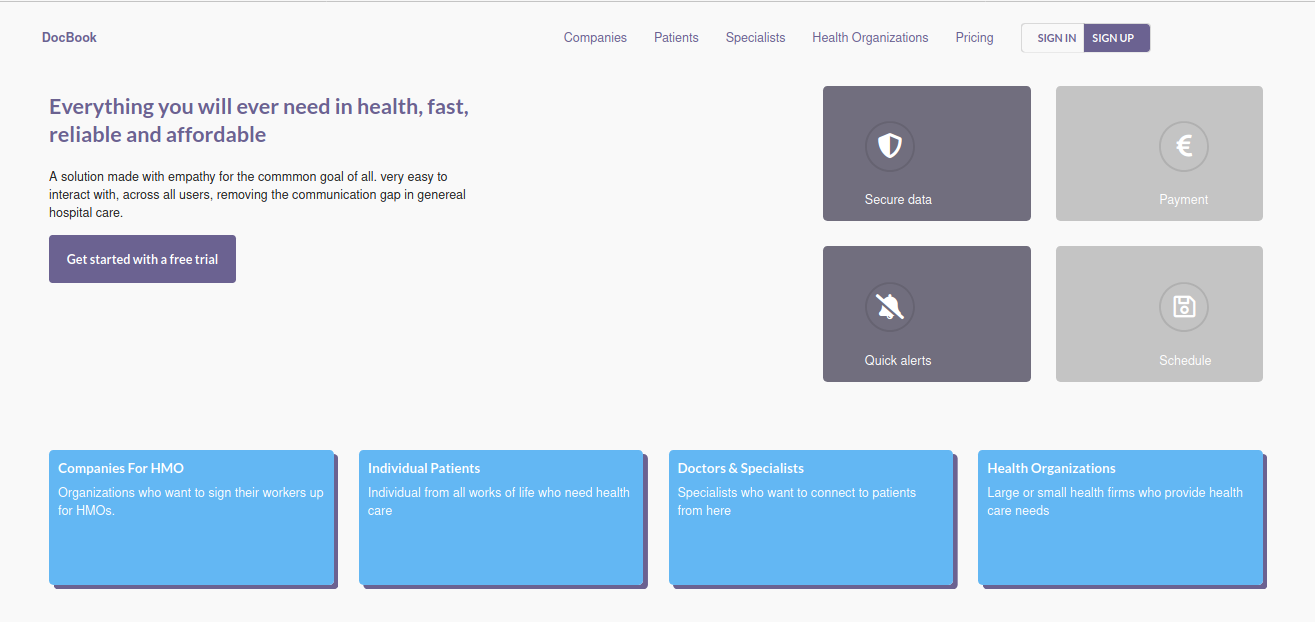 DocBook
Companies
Patients
Specialists
Health Organizations
Pricing
SIGN IN
SIGN UP
Everything you will ever need in health, fast,
reliable and affordable
A solution made with empathy for the commmon goal of all. very easy to
interact with, across all users, removing the communication gap in genereal
hospital care.
Get started with a free trial
Secure data
Payment
Quick alerts
Schedule
Companies For HMO
Organizations who want to sign their workers up
for HMOs.
Individual Patients
Individual from all works of life who need health
care
Doctors & Specialists
Specialists who want to connect to patients
from here
Health Organizations
Large or small health firms who provide health
care needs